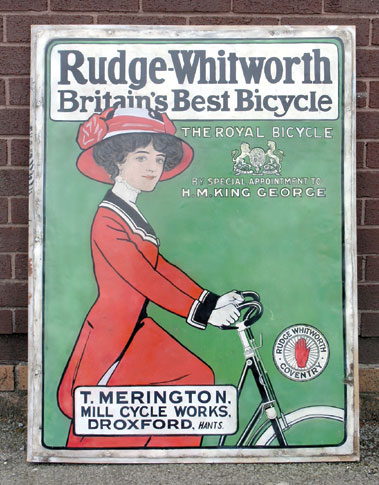 Rudge-Whitworth
Britain's Best Bicycle
THE ROYAL BICYCLE
BY SPECIAL APPOINTMENT TO
H.M. KING GEORGE
RUDGE WHITWORTH
COVENTRY
T. MERINGTON.
MILL CYCLE WORKS,
DROXFORD, HANTS.